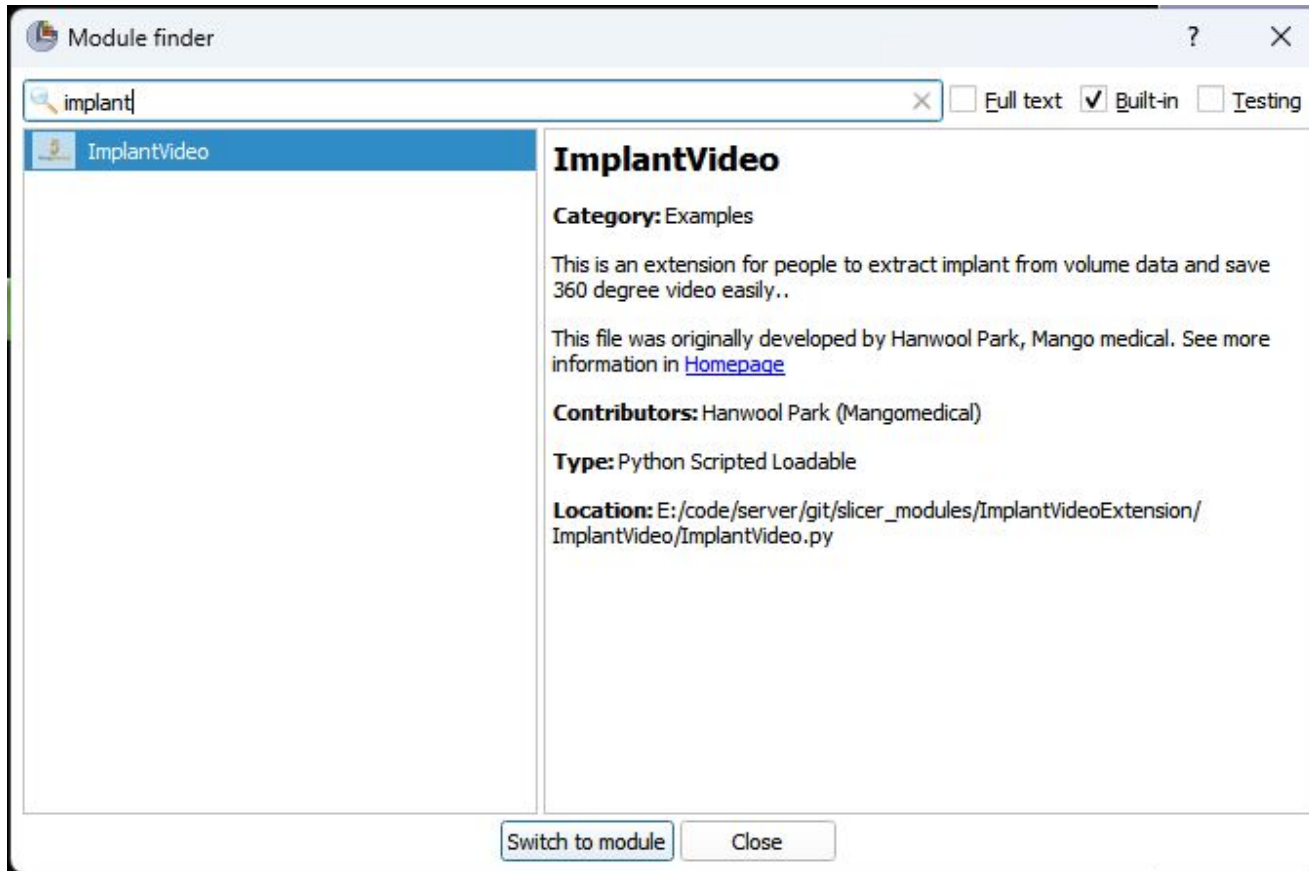 Module finder
?
implant
Full text
Built-in
Testing
ImplantVideo
ImplantVideo
Category: Examples
This is an extension for people to extract implant from volume data and save
360 degree video easily..
This file was originally developed by Hanwool Park, Mango medical. See more
information in Homepage
Contributors: Hanwool Park (Mangomedical)
Type: Python Scripted Loadable
Location: E:/code/server/git/slicer_modules/ImplantVideoExtension/
ImplantVideo/ImplantVideo.py
Switch to module
Close